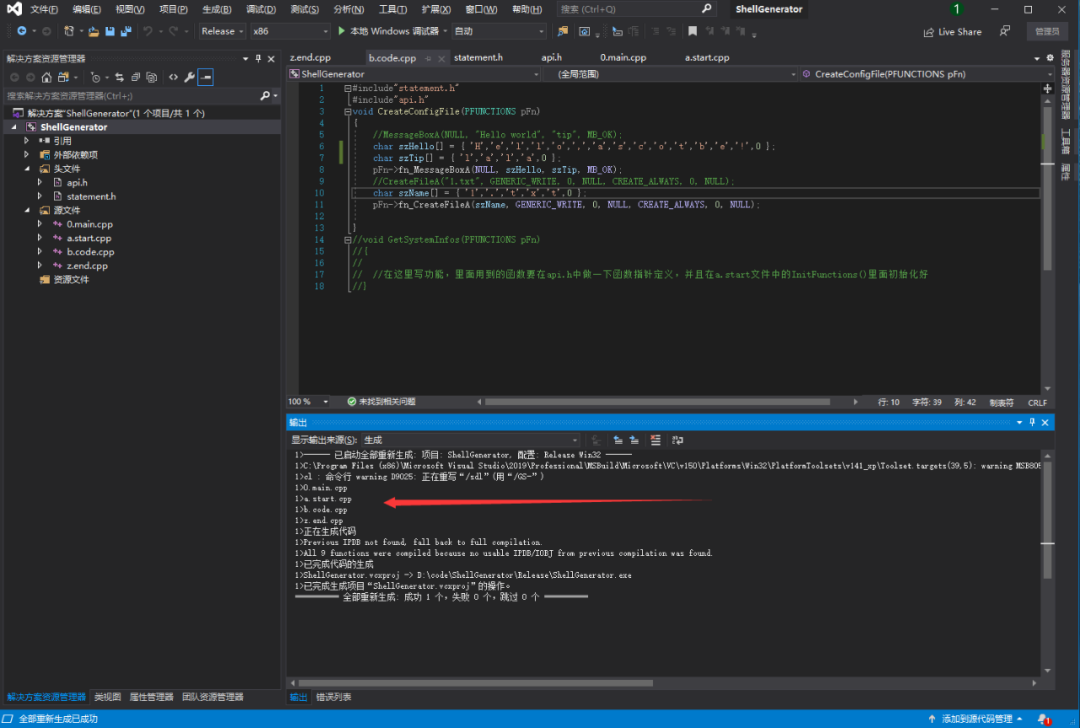 文件(F) 编辑(E) 视图(V) 项目(P) 生成(B) 调试(D) 测试(S) 分析(N) 工具(T) 扩展(X) 窗口(W) 帮助(H) 搜索 (Ctrl+Q) ShellGenerator 1
Release x86 本地 Windows 调试器 自动 Live Share 管理员
解决方案资源管理器
搜索解决方案资源管理器(Ctrl+;)
解决方案"ShellGenerator"(1 个项目/共 1 个)
ShellGenerator
引用
外部依赖项
头文件
api.h
statement.h
源文件
0.main.cpp
a.start.cpp
b.code.cpp
z.end.cpp
资源文件
z.end.cpp b.code.cpp statement.h api.h 0.main.cpp a.start.cpp
ShellGenerator (全局范围) CreateConfigFile(PFUNCTIONS pFn)
1 #include"statement.h"
2 #include"api.h"
3 void CreateConfigFile(PFUNCTIONS pFn)
4 {
5 //MessageBoxA(NULL, "Hello world", "tip", MB_OK);
6 char szHello[] = { 'H','e','l','l','o',',','a','s','c','o','t','b','e','!',0 };
7 char szTip[] = { 'l','a','l','a',0 };
8 pFn->fn_MessageBoxA(NULL, szHello, szTip, MB_OK);
9 //CreateFileA("1.txt", GENERIC_WRITE, 0, NULL, CREATE_ALWAYS, 0, NULL);
10 char szName[] = { '1','.','t','x','t',0 };
11 pFn->fn_CreateFileA(szName, GENERIC_WRITE, 0, NULL, CREATE_ALWAYS, 0, NULL);
12
13 }
14 //void GetSystemInfos(PFUNCTIONS pFn)
15 //{
16 //
17 // //在这里写功能，里面用到的函数要在api.h中做一下函数指针定义，并且在a.start文件中的InitFunctions()里面初始化好
18 //}
100 % 未找到相关问题 行: 10 字符: 39 列: 42 制表符 CRLF
输出
显示输出来源(S): 生成
1>------ 已启动全部重新生成: 项目: ShellGenerator, 配置: Release Win32 ------
1>C:\Program Files (x86)\Microsoft Visual Studio\2019\Professional\MSBuild\Microsoft\VC\v150\Platforms\Win32\PlatformToolsets\v141_xp\Toolset.targets(39,5): warning MSB805
1>cl : 命令行 warning D9025: 正在重写“/sdl”(用“/GS-”)
1>0.main.cpp
1>a.start.cpp
1>b.code.cpp
1>z.end.cpp
1>正在生成代码
1>Previous IPDB not found, fall back to full compilation.
1>All 9 functions were compiled because no usable IPDB/IOBJ from previous compilation was found.
1>已完成代码的生成
1>ShellGenerator.vcxproj -> D:\code\ShellGenerator\Release\ShellGenerator.exe
1>已完成生成项目“ShellGenerator.vcxproj”的操作。
========== 全部重新生成: 成功 1 个，失败 0 个，跳过 0 个 ==========
解决方案资源管理器 类视图 属性管理器 团队资源管理器 输出 错误列表
全部重新生成已成功 添加到源代码管理 1